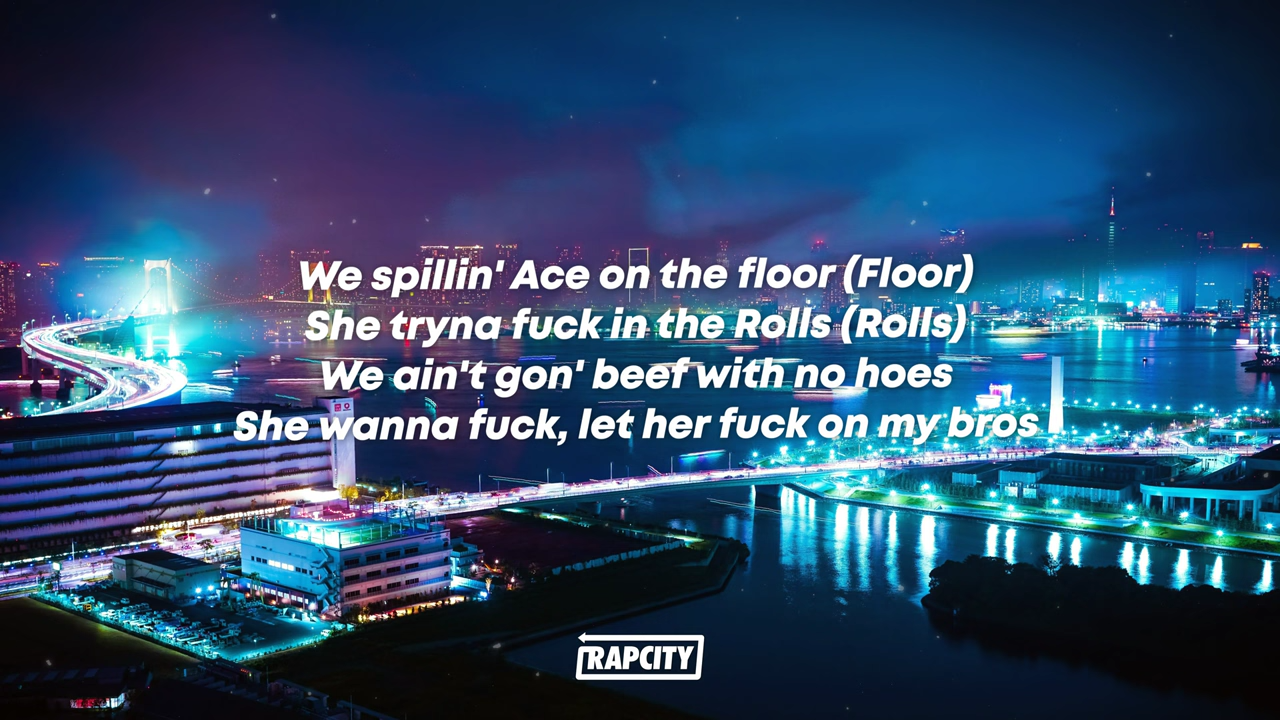 We spillin' Ace on the floor (Floor)
She tryna fuck in the Rolls (Rolls)
We ain't gon' beef with no hoes
She wanna fuck, let her fuck on my bros
RAPCITY